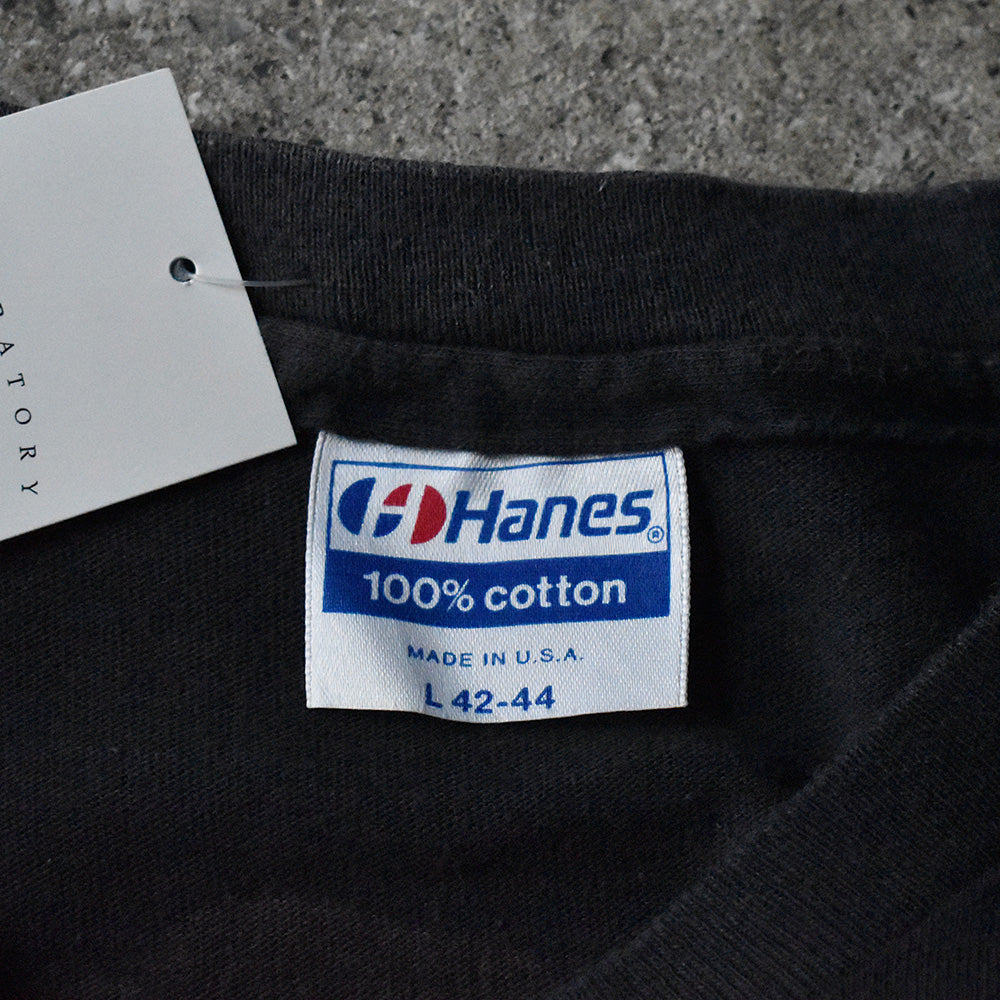 RATORY
Hanes®
100% cotton
MADE IN U.S.A.
L 42-44